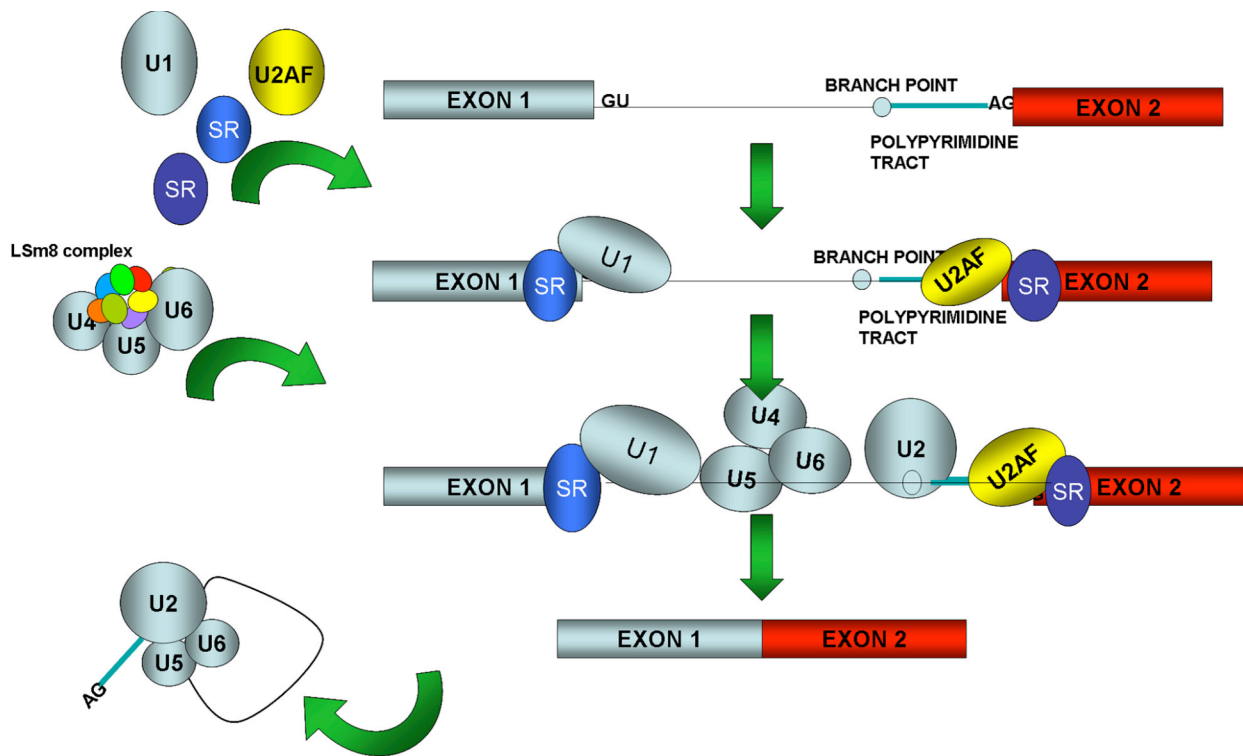 U1
U2AF
SR
SR
EXON 1
GU
BRANCH POINT
AG
EXON 2
POLYPYRIMIDINE
TRACT
LSm8 complex
U4
U5
U6
EXON 1
SR
U1
BRANCH POINT
U2AF
SR
EXON 2
POLYPYRIMIDINE
TRACT
EXON 1
SR
U1
U4
U5
U6
U2
U2AF
SR
EXON 2
EXON 1
EXON 2
U2
U6
U5
AG